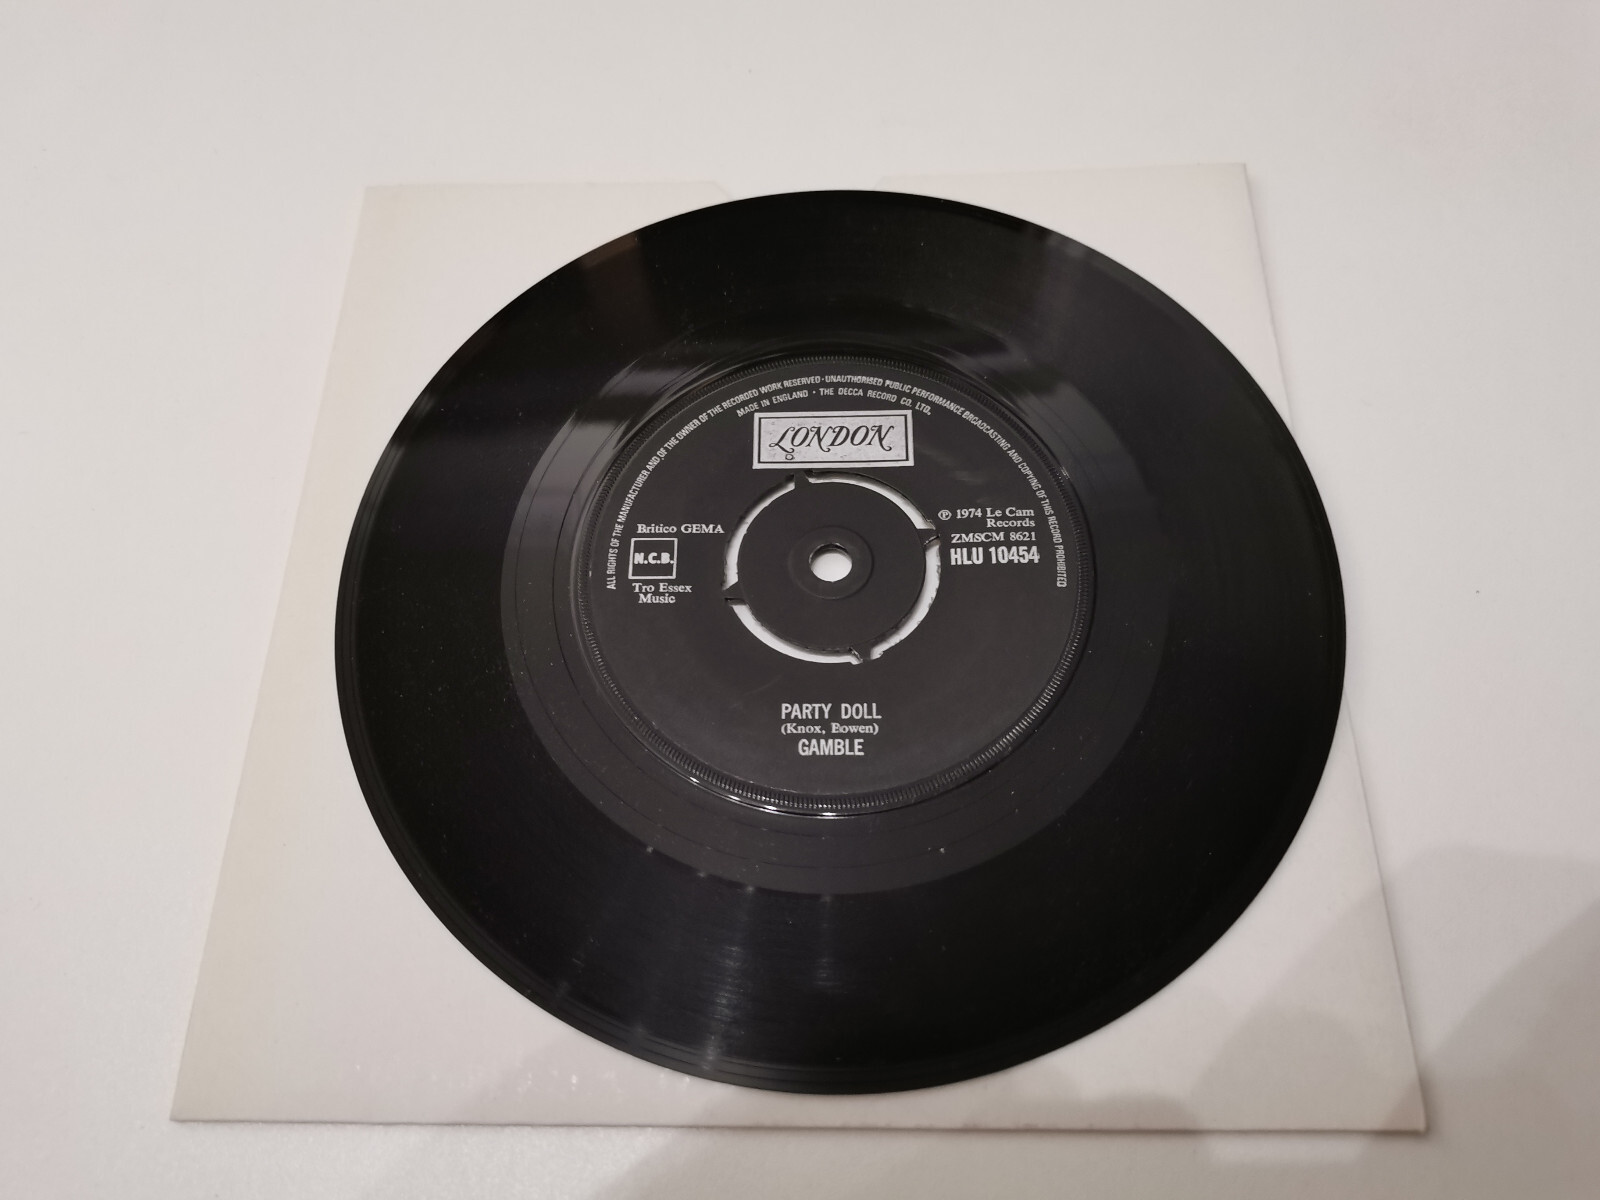 ALL RIGHTS OF THE MANUFACTURER AND OF THE OWNER OF THE RECORDED WORK RESERVED · UNAUTHORISED PUBLIC PERFORMANCE BROADCASTING AND COPYING OF THIS RECORD PROHIBITED
MADE IN ENGLAND · THE DECCA RECORD CO. LTD.
LONDON
Britico GEMA
N.C.B.
Tro Essex
Music
℗ 1974 Le Cam
Records
ZMSCM 8621
HLU 10454
PARTY DOLL
(Knox, Bowen)
GAMBLE